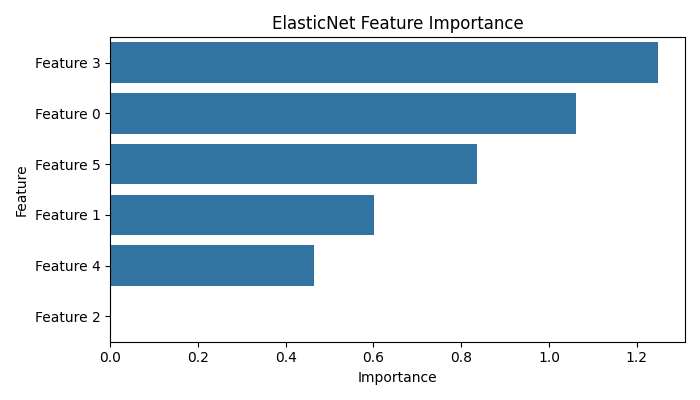 ElasticNet Feature Importance
Feature
Feature 3
Feature 0
Feature 5
Feature 1
Feature 4
Feature 2
0.0 0.2 0.4 0.6 0.8 1.0 1.2
Importance